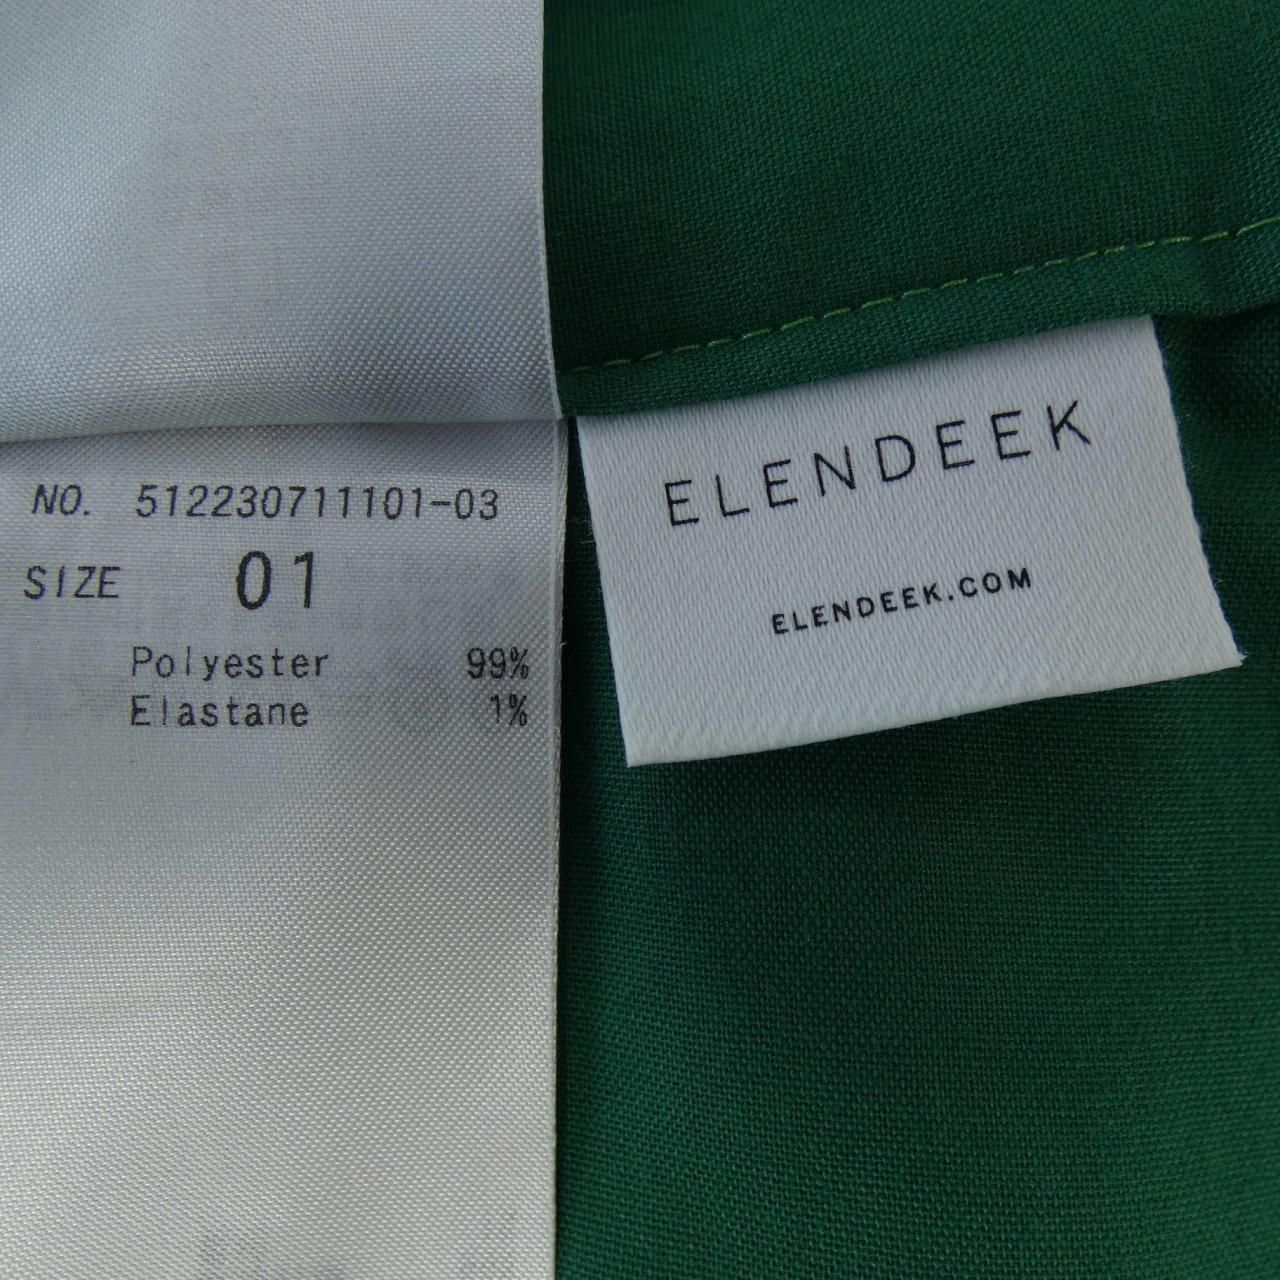 NO. 512230711101-03
SIZE 01
Polyester 99%
Elastane 1%
ELENDEEK
ELENDEEK.COM